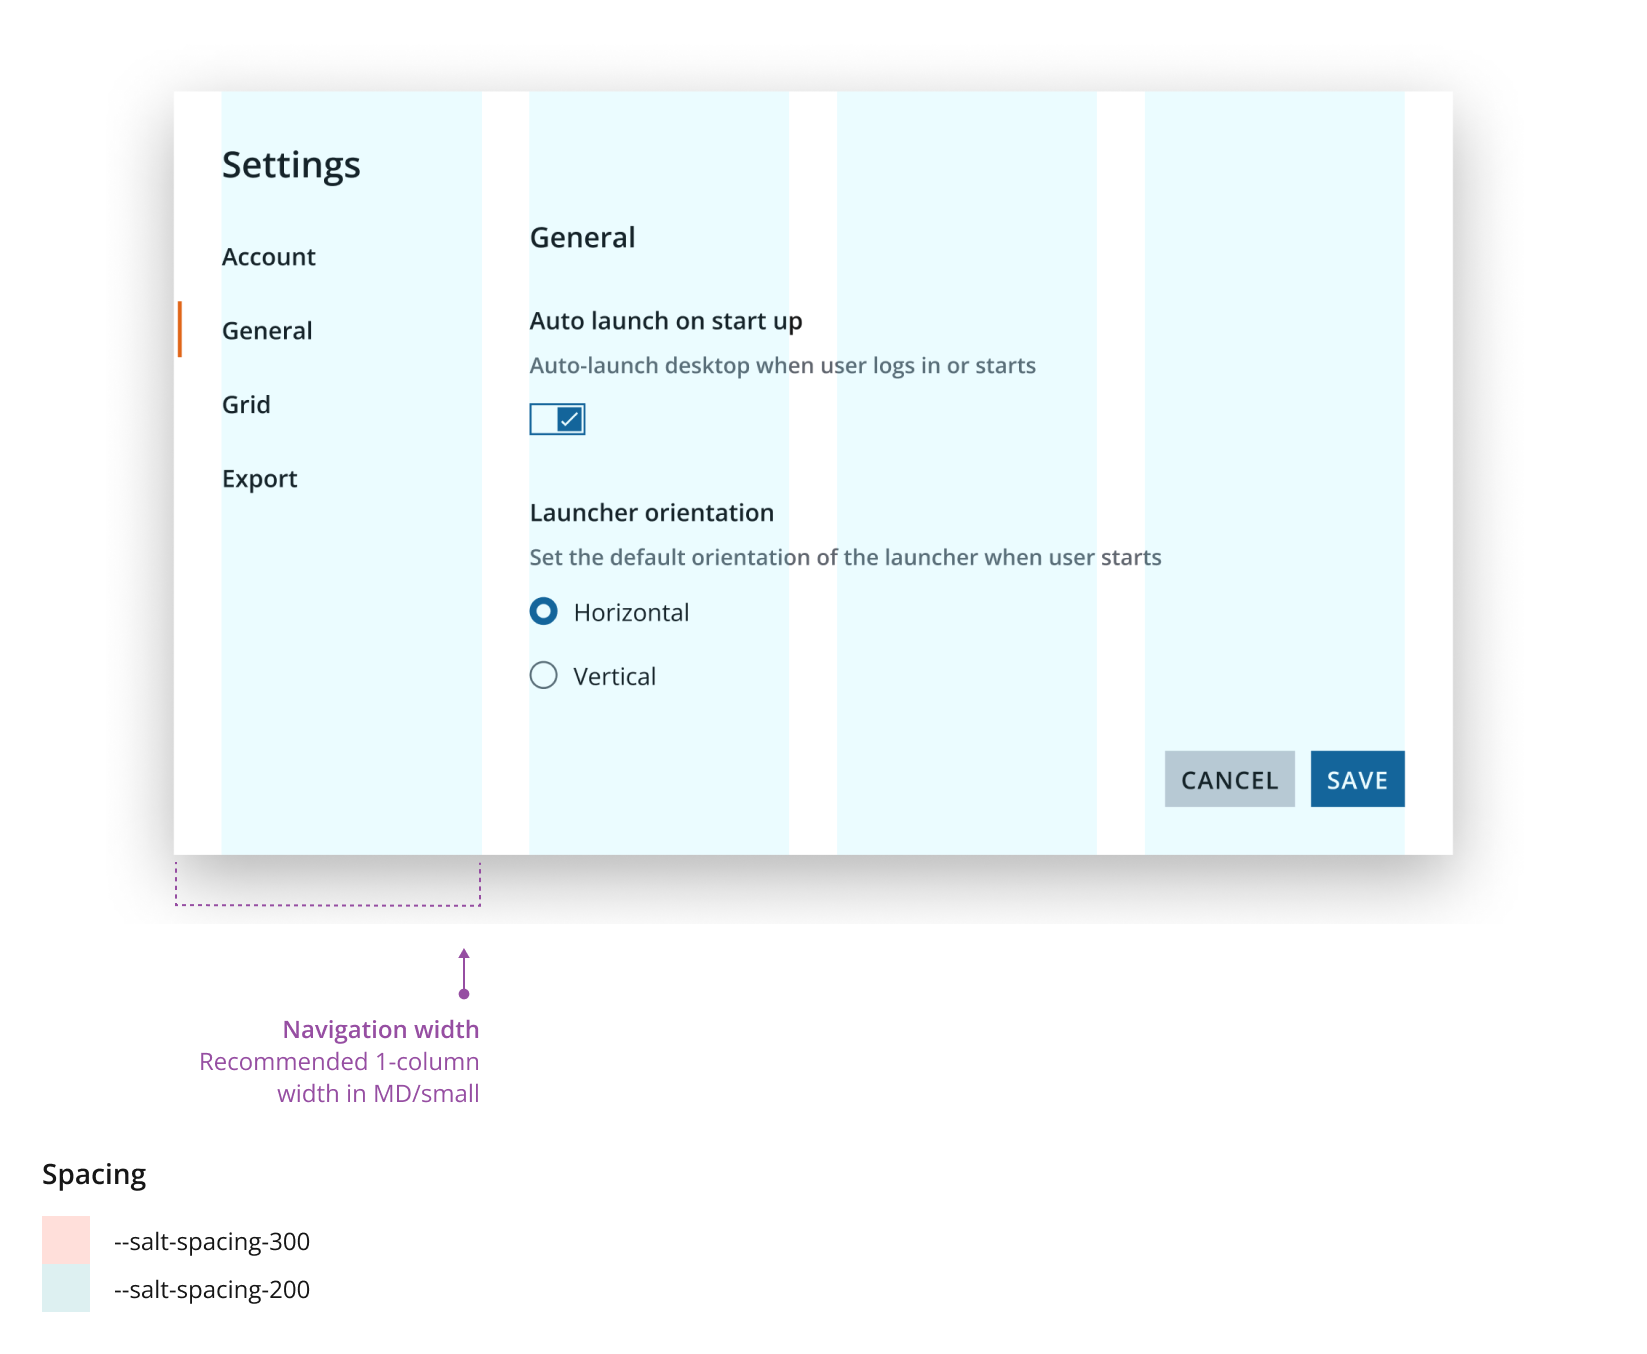 Settings
Account
General
Grid
Export
General
Auto launch on start up
Auto-launch desktop when user logs in or starts
Launcher orientation
Set the default orientation of the launcher when user starts
Horizontal
Vertical
CANCEL
SAVE
Navigation width
Recommended 1-column
width in MD/small
Spacing
--salt-spacing-300
--salt-spacing-200